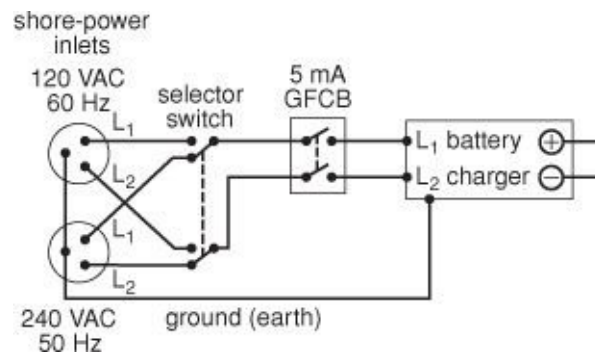 shore-power
inlets
120 VAC
60 Hz
L1
selector
switch
5 mA
GFCB
L1 battery +
L2 charger −
L2
L1
L2
240 VAC
50 Hz
ground (earth)